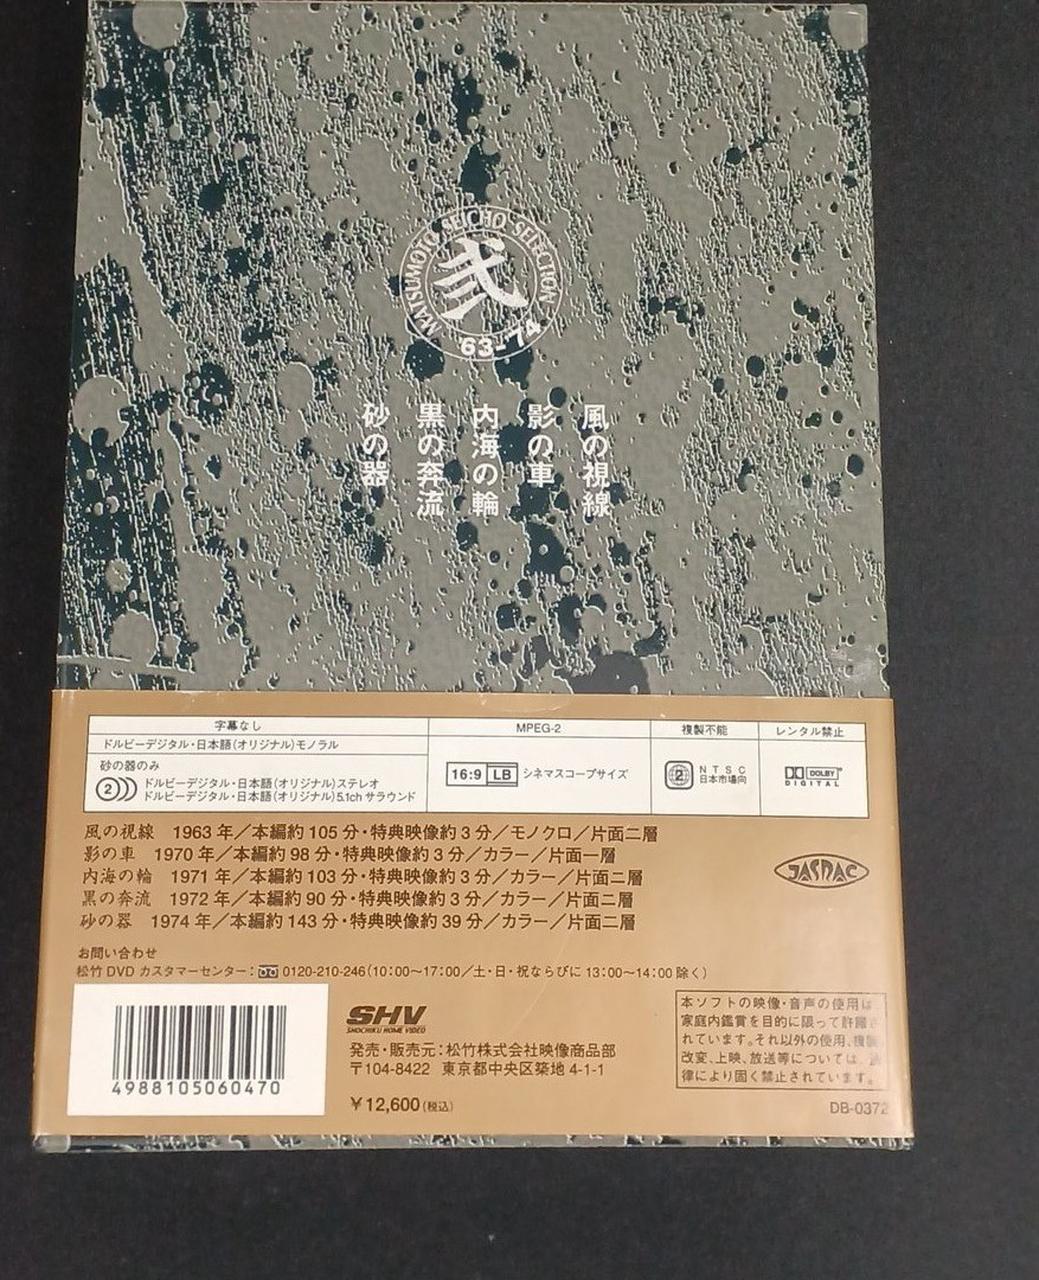 MATSUMOTO SEICHO SELECTION
弐
'63-'74
風の視線
影の車
内海の輪
黒の奔流
砂の器
字幕なし
MPEG-2
複製不能
レンタル禁止
ドルビーデジタル・日本語(オリジナル)モノラル
砂の器のみ
2
ドルビーデジタル・日本語(オリジナル)ステレオ
ドルビーデジタル・日本語(オリジナル)5.1ch サラウンド
16:9 LB シネマスコープサイズ
2
NTSC
日本市場向
DOLBY
DIGITAL
風の視線 1963年/本編約105分・特典映像約3分/モノクロ/片面二層
影の車 1970年/本編約98分・特典映像約3分/カラー/片面一層
内海の輪 1971年/本編約103分・特典映像約3分/カラー/片面二層
黒の奔流 1972年/本編約90分・特典映像約3分/カラー/片面二層
砂の器 1974年/本編約143分・特典映像約39分/カラー/片面二層
JASRAC
お問い合わせ
松竹DVDカスタマーセンター:0120-210-246(10:00〜17:00/土・日・祝ならびに13:00〜14:00除く)
4988105060470
SHV
SHOCHIKU HOME VIDEO
発売・販売元:松竹株式会社映像商品部
〒104-8422 東京都中央区築地4-1-1
¥12,600(税込)
本ソフトの映像・音声の使用は
家庭内鑑賞を目的に限って許諾さ
れています。それ以外の使用、複製
改変、上映、放送等については、法
律により固く禁止されています。
DB-0372